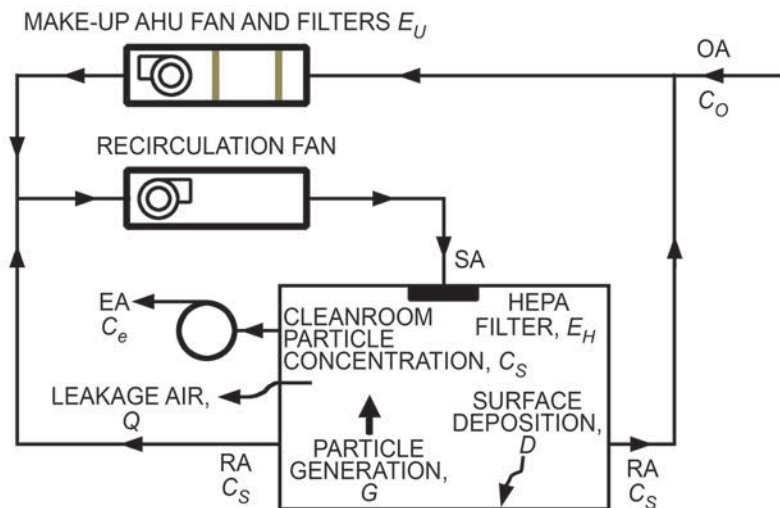 MAKE-UP AHU FAN AND FILTERS E_U
OA
C_O
RECIRCULATION FAN
SA
EA
C_e
CLEANROOM
PARTICLE
CONCENTRATION, C_S
HEPA
FILTER, E_H
LEAKAGE AIR,
Q
SURFACE
DEPOSITION,
D
PARTICLE
GENERATION,
G
RA
C_S
RA
C_S